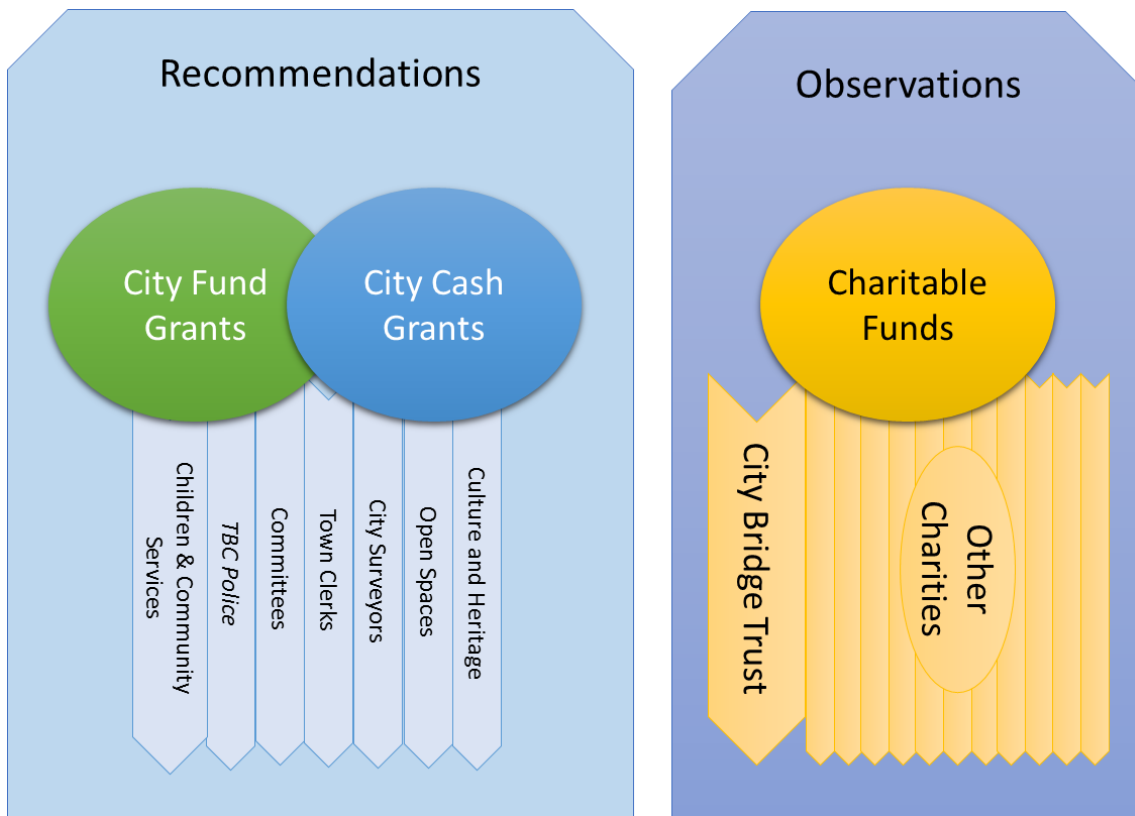 Recommendations
City Fund
Grants
City Cash
Grants
Children & Community
Services
TBC Police
Committees
Town Clerks
City Surveyors
Open Spaces
Culture and Heritage
Observations
Charitable
Funds
City Bridge Trust
Other
Charities